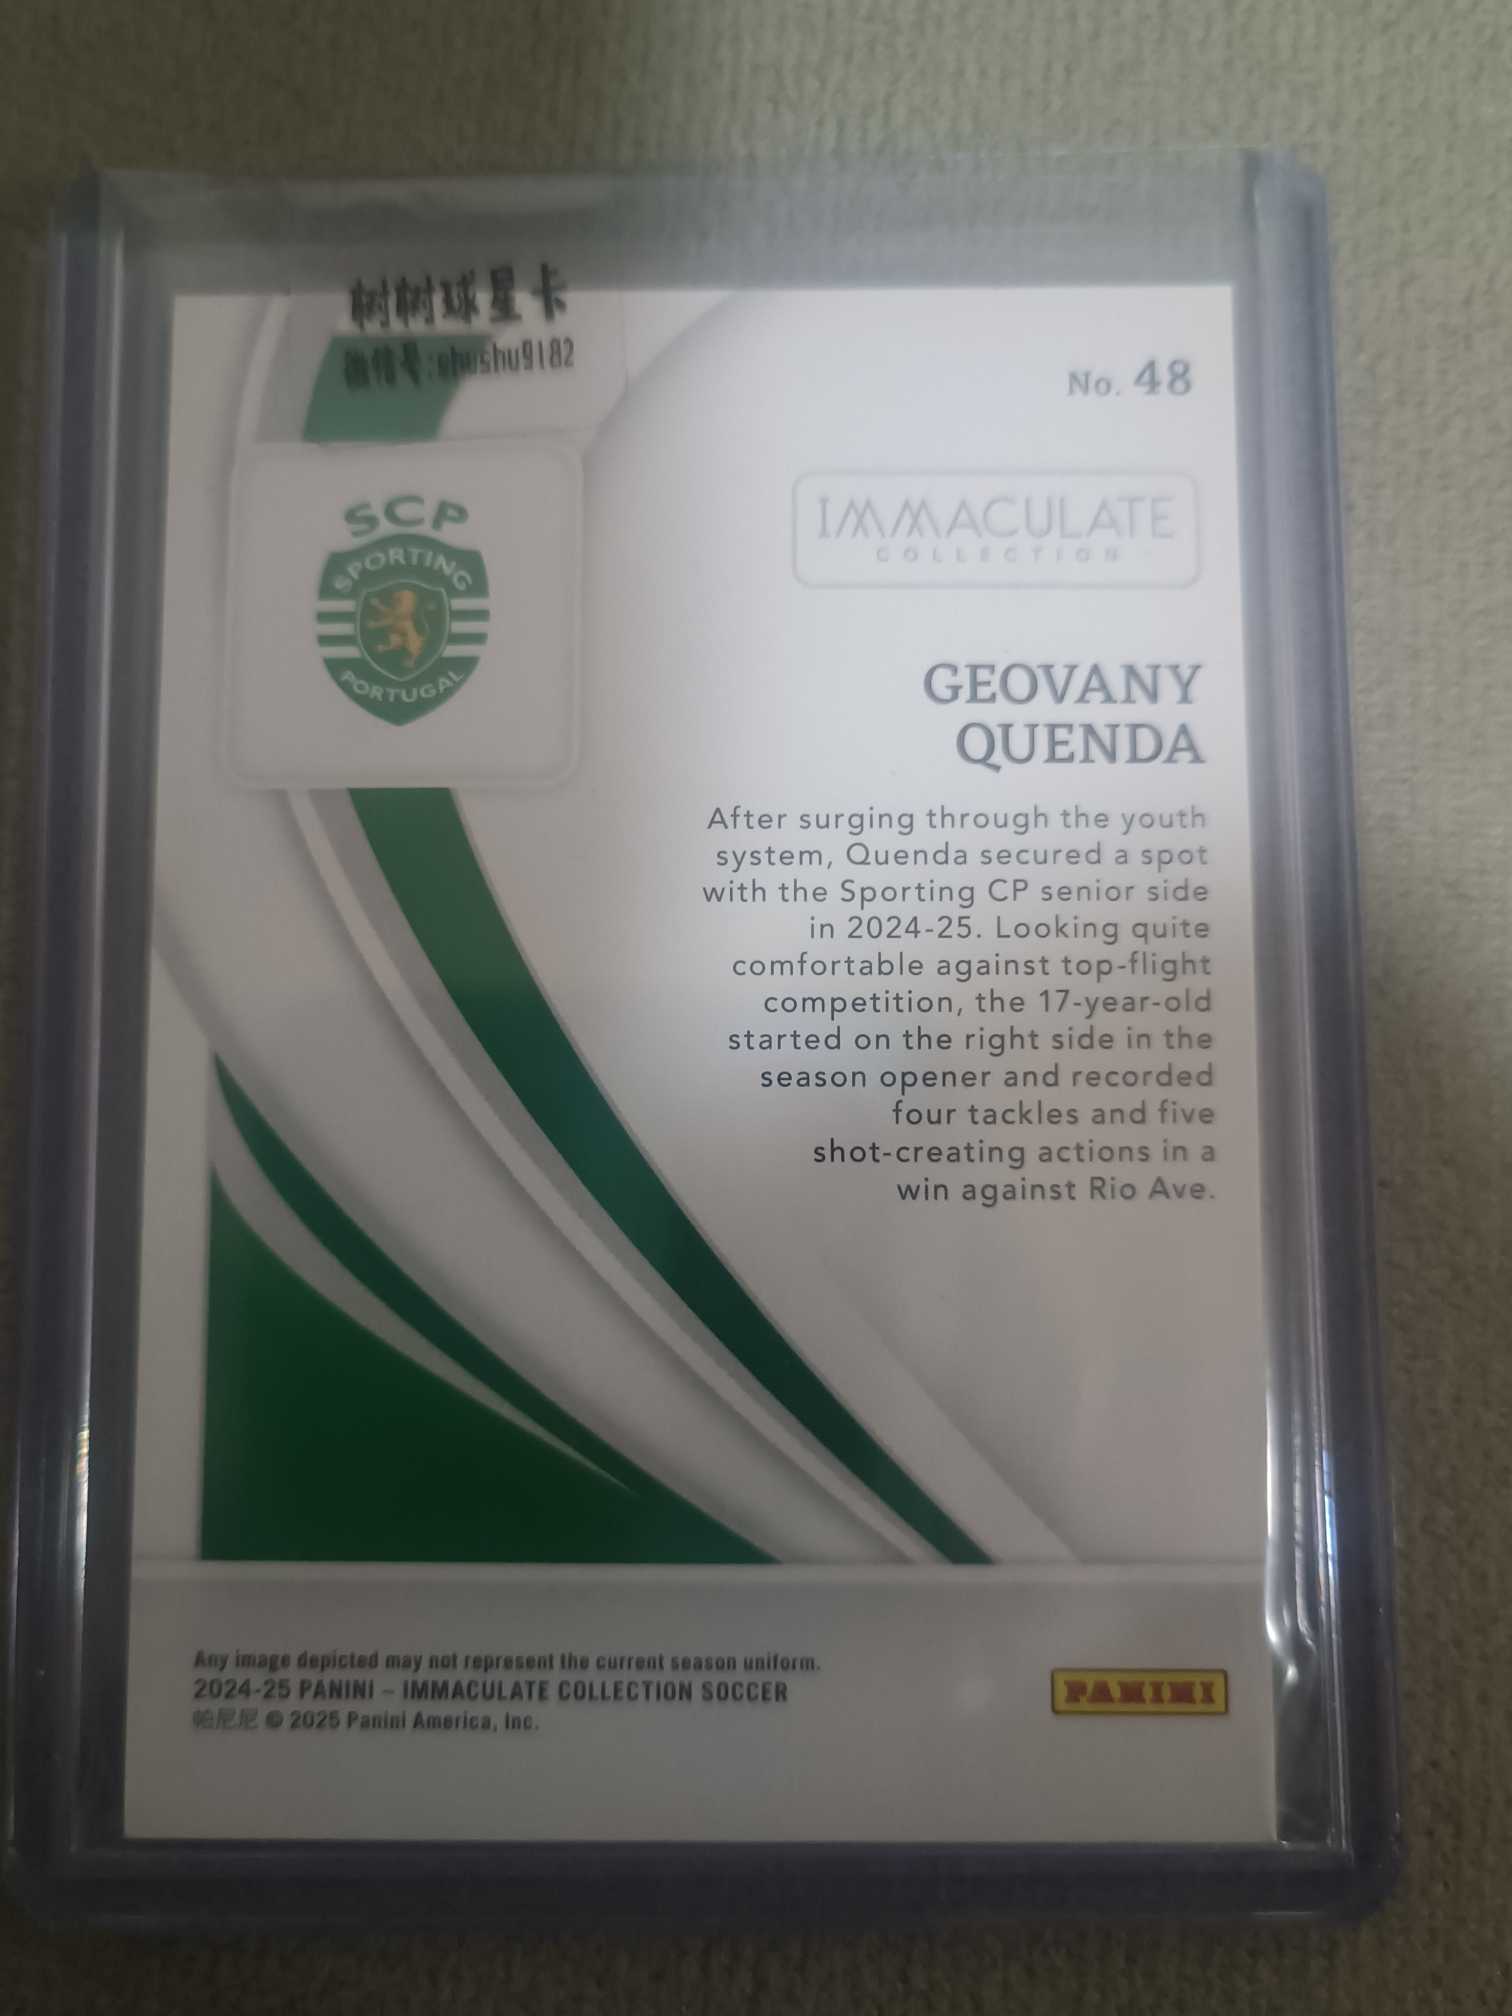 树树球星卡
微信号:shushu9182
No. 48
SCP
SPORTING
PORTUGAL
IMMACULATE
COLLECTION
GEOVANY
QUENDA
After surging through the youth
system, Quenda secured a spot
with the Sporting CP senior side
in 2024-25. Looking quite
comfortable against top-flight
competition, the 17-year-old
started on the right side in the
season opener and recorded
four tackles and five
shot-creating actions in a
win against Rio Ave.
Any image depicted may not represent the current season uniform.
2024-25 PANINI – IMMACULATE COLLECTION SOCCER
帕尼尼 © 2025 Panini America, Inc.
PANINI